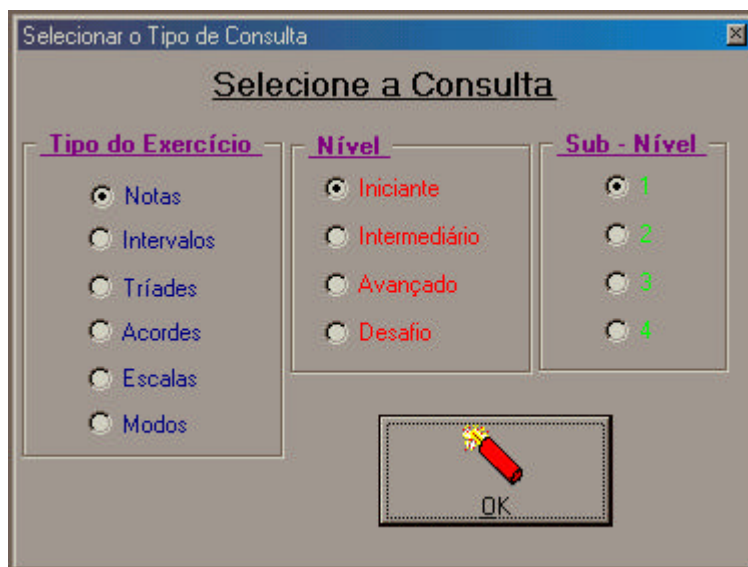 Selecionar o Tipo de Consulta
Selecione a Consulta
Tipo do Exercício
Notas
Intervalos
Tríades
Acordes
Escalas
Modos
Nível
Iniciante
Intermediário
Avançado
Desafio
Sub - Nível
1
2
3
4
OK